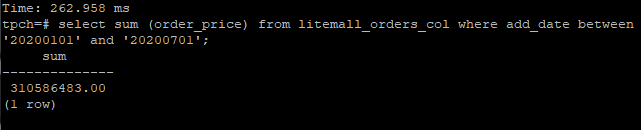 Time: 262.958 ms
tpch=# select sum (order_price) from litemall_orders_col where add_date between
'20200101' and '20200701';
sum
--------------
310586483.00
(1 row)